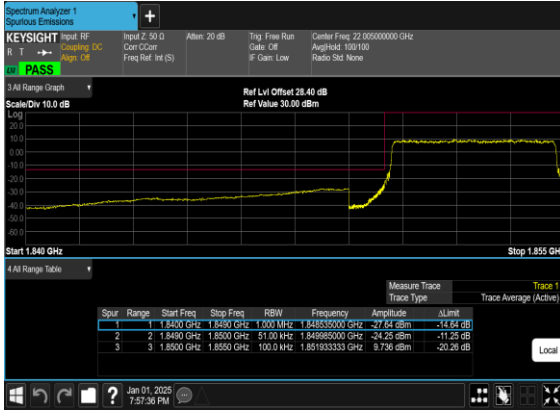 Spectrum Analyzer 1
Spurious Emissions
+
KEYSIGHT Input: RF Input Z: 50 Ω Atten: 20 dB Trig: Free Run Center Freq: 22.005000000 GHz
R T Coupling: DC Corr CCorr Gate: Off Avg|Hold: 100/100
Align: Off Freq Ref: Int (S) IF Gain: Low Radio Std: None
PASS
3 All Range Graph Ref Lvl Offset 28.40 dB
Scale/Div 10.0 dB Ref Value 30.00 dBm
Log
20.0
10.0
0.00
-10.0
-20.0
-30.0
-40.0
-50.0
-60.0
Start 1.840 GHz Stop 1.855 GH
4 All Range Table
Measure Trace Trace 1
Trace Type Trace Average (Active)
Spur Range Start Freq Stop Freq RBW Frequency Amplitude ΔLimit
1 1 1.8400 GHz 1.8490 GHz 1.000 MHz 1.848535000 GHz -27.64 dBm -14.64 dB
2 2 1.8490 GHz 1.8500 GHz 51.00 kHz 1.849985000 GHz -24.25 dBm -11.25 dB
3 3 1.8500 GHz 1.8550 GHz 100.0 kHz 1.851933333 GHz 9.736 dBm -20.26 dB
Local
? Jan 01, 2025
7:57:36 PM